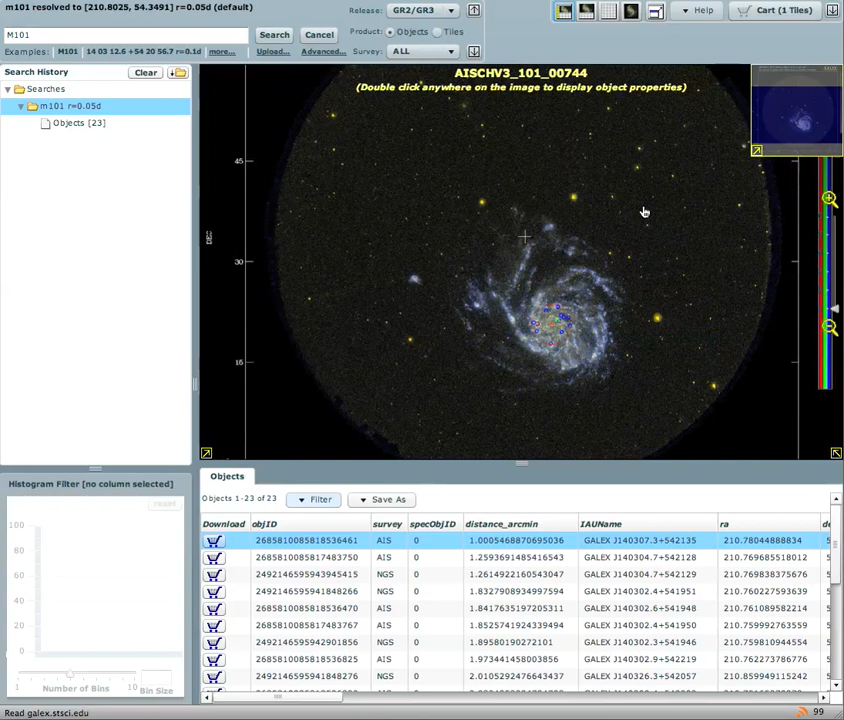 m101 resolved to [210.8025, 54.3491] r=0.05d (default)
Release: GR2/GR3
Help
Cart (1 Tiles)
M101
Search
Cancel
Product: Objects Tiles
Examples: M101 14 03 12.6 +54 20 56.7 r=0.1d more...
Upload...
Advanced...
Survey: ALL
Search History
Clear
Searches
m101 r=0.05d
Objects [23]
AISCHV3_101_00744
(Double click anywhere on the image to display object properties)
45
DEC
30
15
Histogram Filter [no column selected]
reset
100
80
60
40
20
0
1 10
Number of Bins
Bin Size
Objects
Objects 1-23 of 23
Filter
Save As
Download objID survey specObjID distance_arcmin IAUName ra
2685810085818536461 AIS 0 1.0005468870695036 GALEX J140307.3+542135 210.78044888834
2685810085817483750 AIS 0 1.2593691485416543 GALEX J140304.7+542128 210.769685518012
2492146595943945415 NGS 0 1.2614922160543047 GALEX J140304.7+542129 210.769838375676
2492146595941848266 NGS 0 1.8327908934997594 GALEX J140302.4+541951 210.760227593639
2685810085818536470 AIS 0 1.8417635197205311 GALEX J140302.6+541948 210.761089582214
2685810085817483767 AIS 0 1.8525741924339494 GALEX J140302.4+541950 210.759992763559
2492146595942901856 NGS 0 1.89580190272101 GALEX J140302.3+541946 210.759810944554
2685810085818536825 AIS 0 1.973441458003856 GALEX J140302.9+542219 210.762273786776
2492146595941848276 NGS 0 2.0105292476643437 GALEX J140326.3+542057 210.859949115242
Read galex.stsci.edu
99